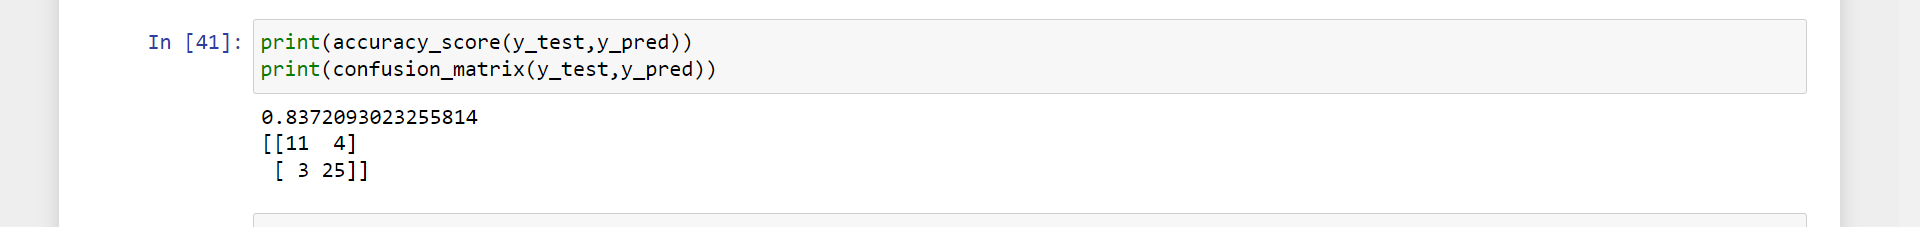 In [41]: print(accuracy_score(y_test,y_pred))
print(confusion_matrix(y_test,y_pred))
0.8372093023255814
[[11  4]
 [ 3 25]]